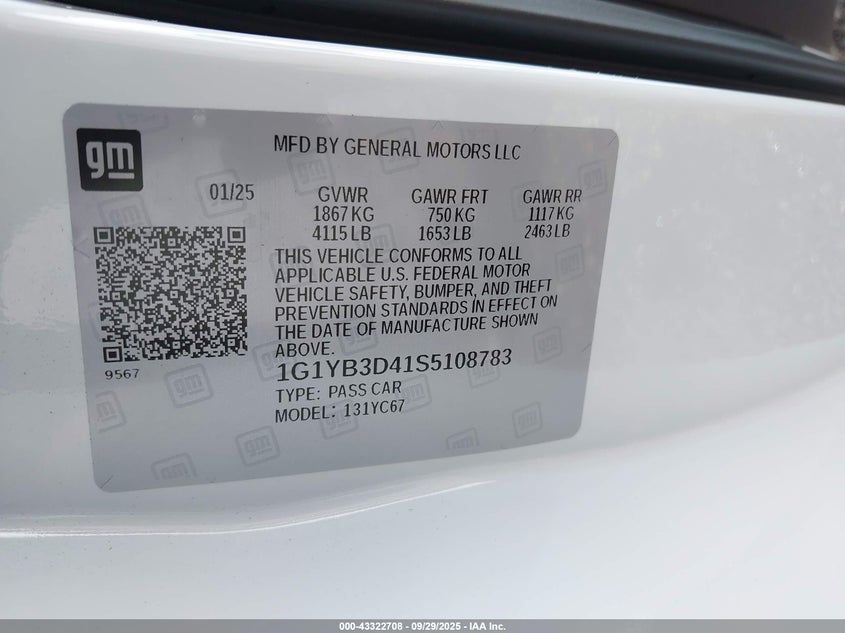 gm
MFD BY GENERAL MOTORS LLC
01/25 GVWR GAWR FRT GAWR RR
1867 KG 750 KG 1117 KG
4115 LB 1653 LB 2463 LB
THIS VEHICLE CONFORMS TO ALL
APPLICABLE U.S. FEDERAL MOTOR
VEHICLE SAFETY, BUMPER, AND THEFT
PREVENTION STANDARDS IN EFFECT ON
THE DATE OF MANUFACTURE SHOWN
ABOVE.
9567
1G1YB3D41S5108783
TYPE: PASS CAR
MODEL: 131YC67
000-43322708 - 09/29/2025 - IAA Inc.